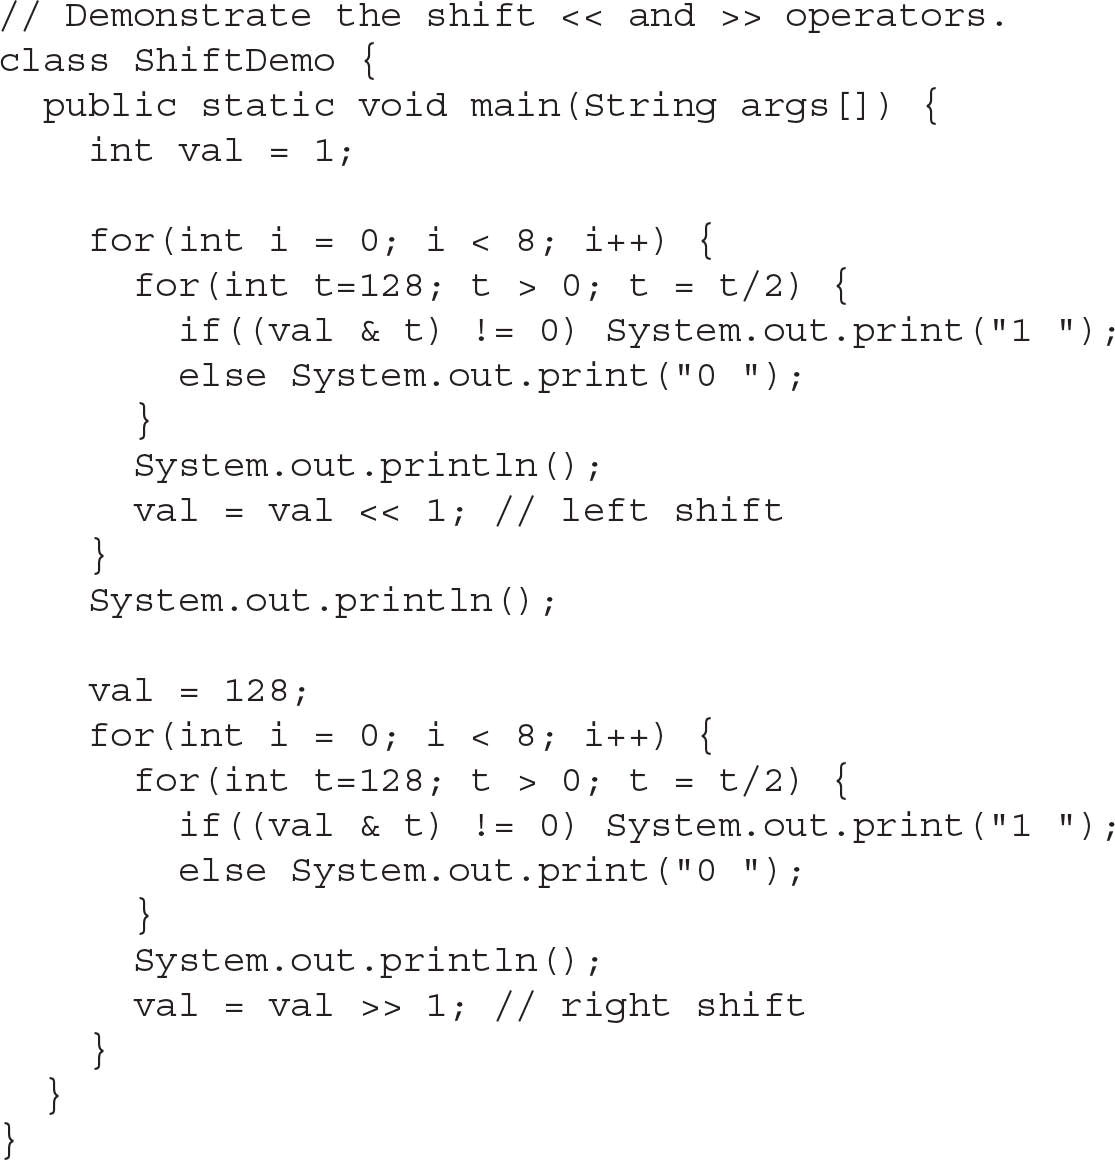 // Demonstrate the shift << and >> operators.
class ShiftDemo {
  public static void main(String args[]) {
    int val = 1;

    for(int i = 0; i < 8; i++) {
      for(int t=128; t > 0; t = t/2) {
        if((val & t) != 0) System.out.print("1 ");
        else System.out.print("0 ");
      }
      System.out.println();
      val = val << 1; // left shift
    }
    System.out.println();

    val = 128;
    for(int i = 0; i < 8; i++) {
      for(int t=128; t > 0; t = t/2) {
        if((val & t) != 0) System.out.print("1 ");
        else System.out.print("0 ");
      }
      System.out.println();
      val = val >> 1; // right shift
    }
  }
}